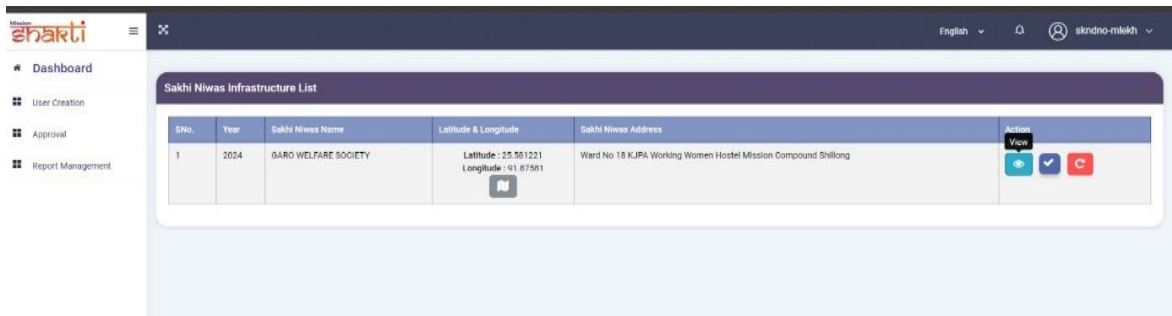 Mission
Shakti
English
skndno-mlekh
Dashboard
User Creation
Approval
Report Management
Sakhi Niwas Infrastructure List
SNo. Year Sakhi Niwas Name Latitude & Longitude Sakhi Niwas Address Action
View
1 2024 GARO WELFARE SOCIETY Latitude : 25.581221 Ward No 18 KJPA Working Women Hostel Mission Compound Shillong
Longitude : 91.87581